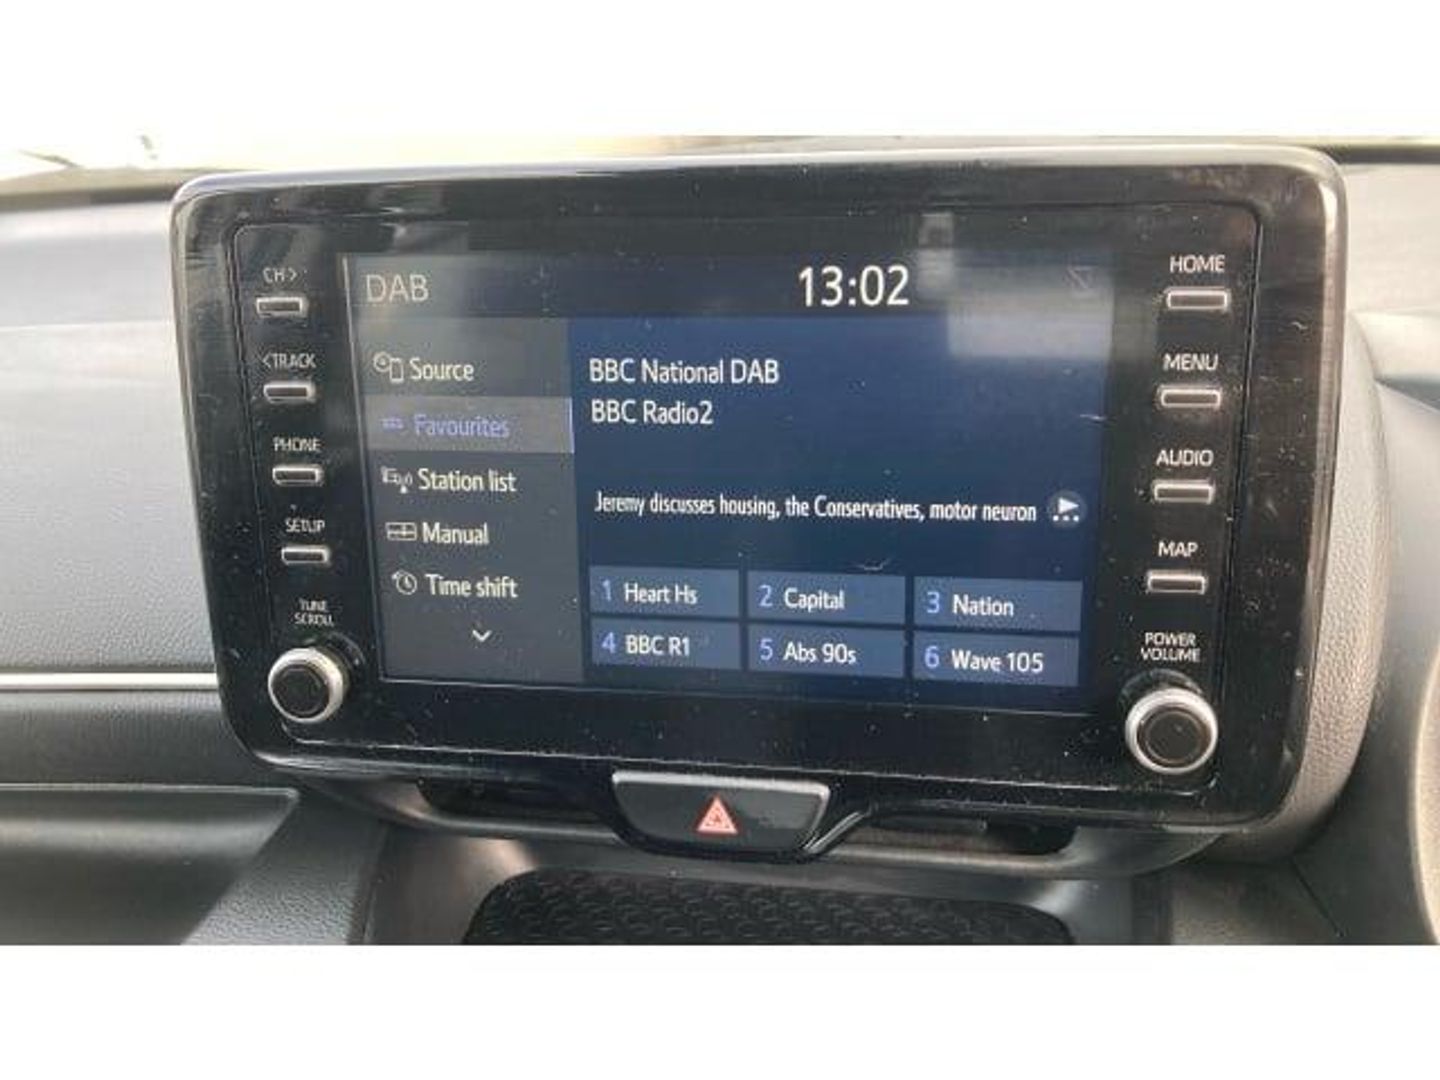 CH>
<TRACK
PHONE
SETUP
TUNE
SCROLL
DAB
13:02
Source
Favourites
Station list
Manual
Time shift
BBC National DAB
BBC Radio2
Jeremy discusses housing, the Conservatives, motor neuron
1 Heart Hs
2 Capital
3 Nation
4 BBC R1
5 Abs 90s
6 Wave 105
HOME
MENU
AUDIO
MAP
POWER
VOLUME